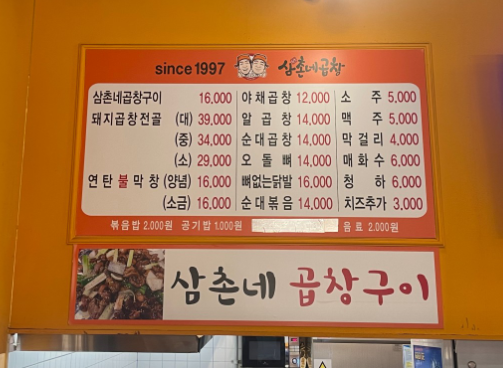 since 1997 삼촌네곱창
삼촌네곱창구이 16,000 야채곱창 12,000 소주 5,000
돼지곱창전골 (대) 39,000 알곱창 14,000 맥주 5,000
(중) 34,000 순대곱창 14,000 막걸리 4,000
(소) 29,000 오돌뼈 14,000 매화수 6,000
연탄불막창 (양념) 16,000 뼈없는닭발 16,000 청하 6,000
(소금) 16,000 순대볶음 14,000 치즈추가 3,000
볶음밥 2.000원 공기밥 1.000원 음료 2.000원
삼촌네 곱창구이